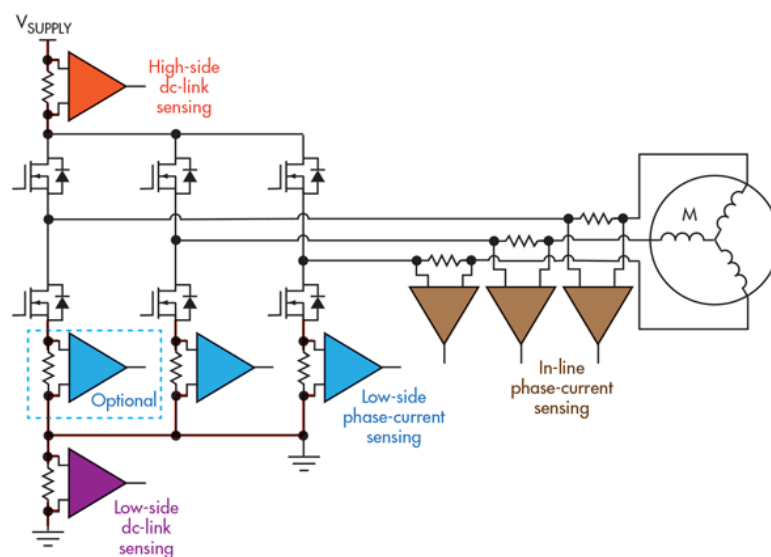 VSUPPLY
High-side
dc-link
sensing
M
Optional
Low-side
phase-current
sensing
In-line
phase-current
sensing
Low-side
dc-link
sensing